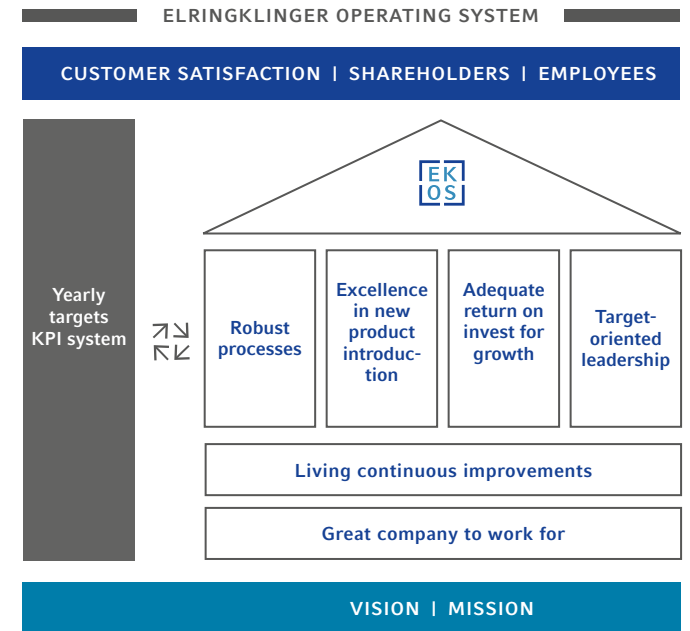 ELRINGKLINGER OPERATING SYSTEM
CUSTOMER SATISFACTION | SHAREHOLDERS | EMPLOYEES
EK
OS
Yearly
targets
KPI system
Robust
processes
Excellence
in new
product
introduc-
tion
Adequate
return on
invest for
growth
Target-
oriented
leadership
Living continuous improvements
Great company to work for
VISION | MISSION